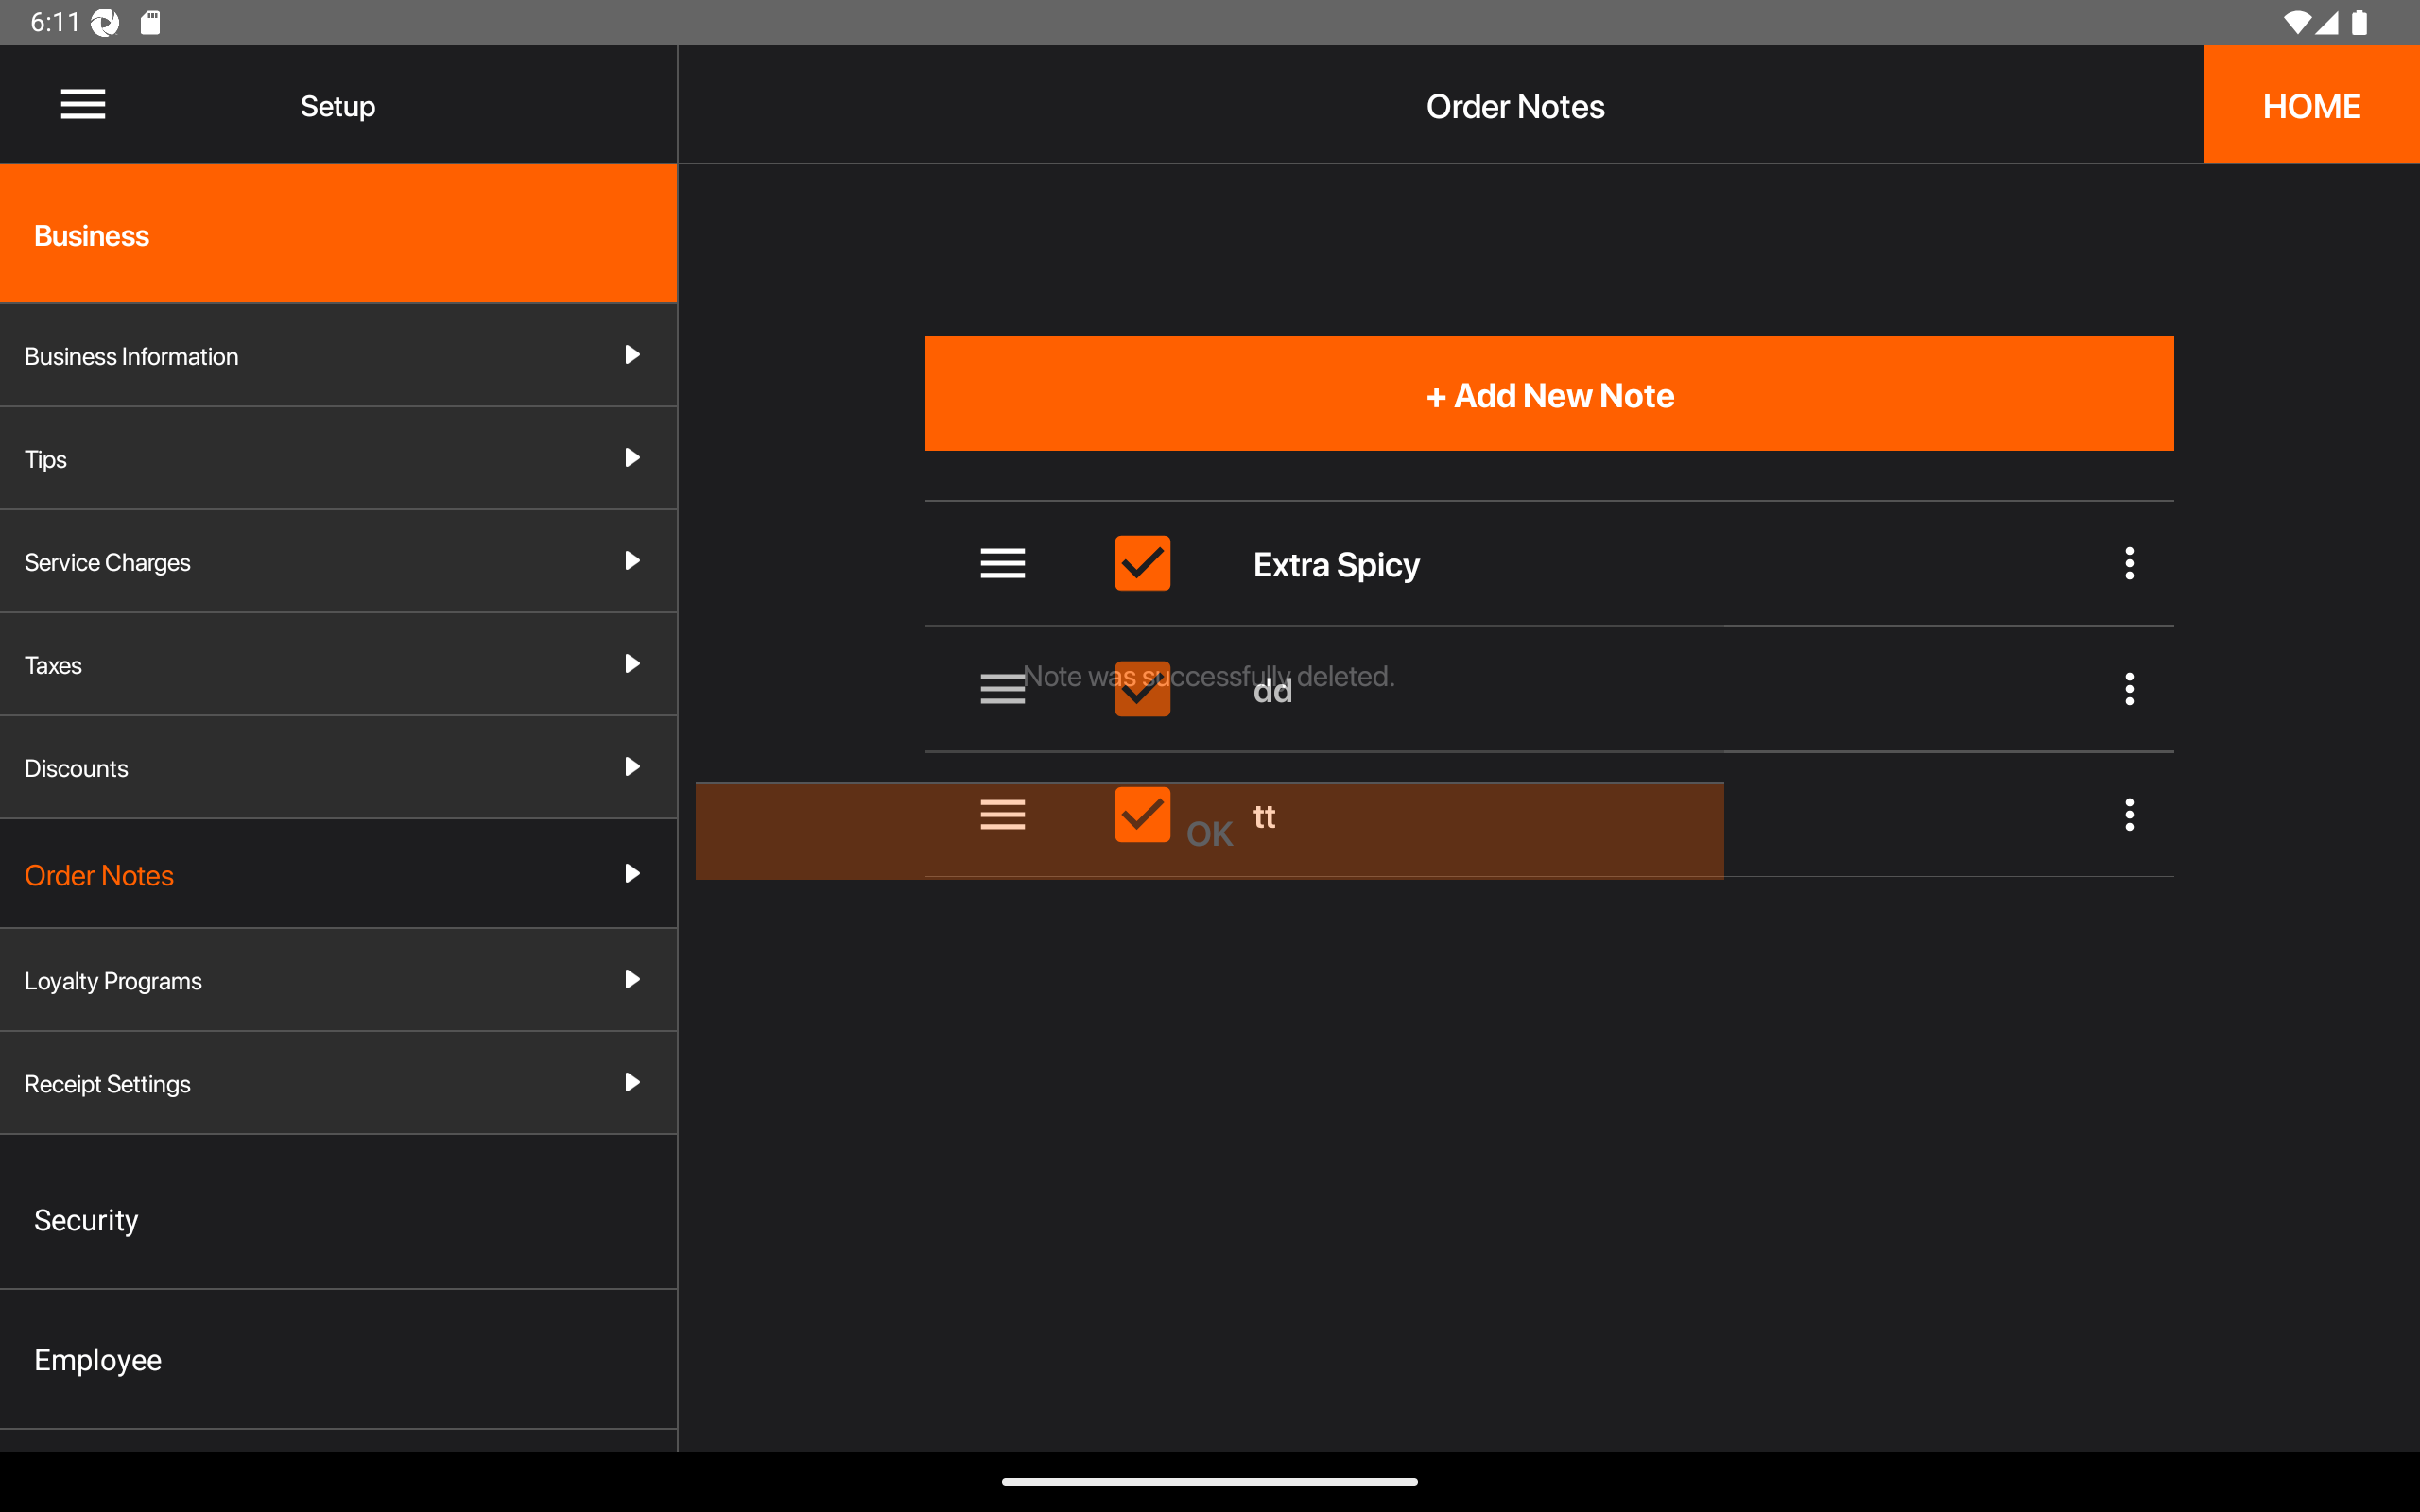 6:11
Setup
Order Notes
HOME
Business
Business Information
Tips
Service Charges
Taxes
Discounts
Order Notes
Loyalty Programs
Receipt Settings
Security
Employee
+ Add New Note
Extra Spicy
Note was successfully deleted.
dd
tt
OK